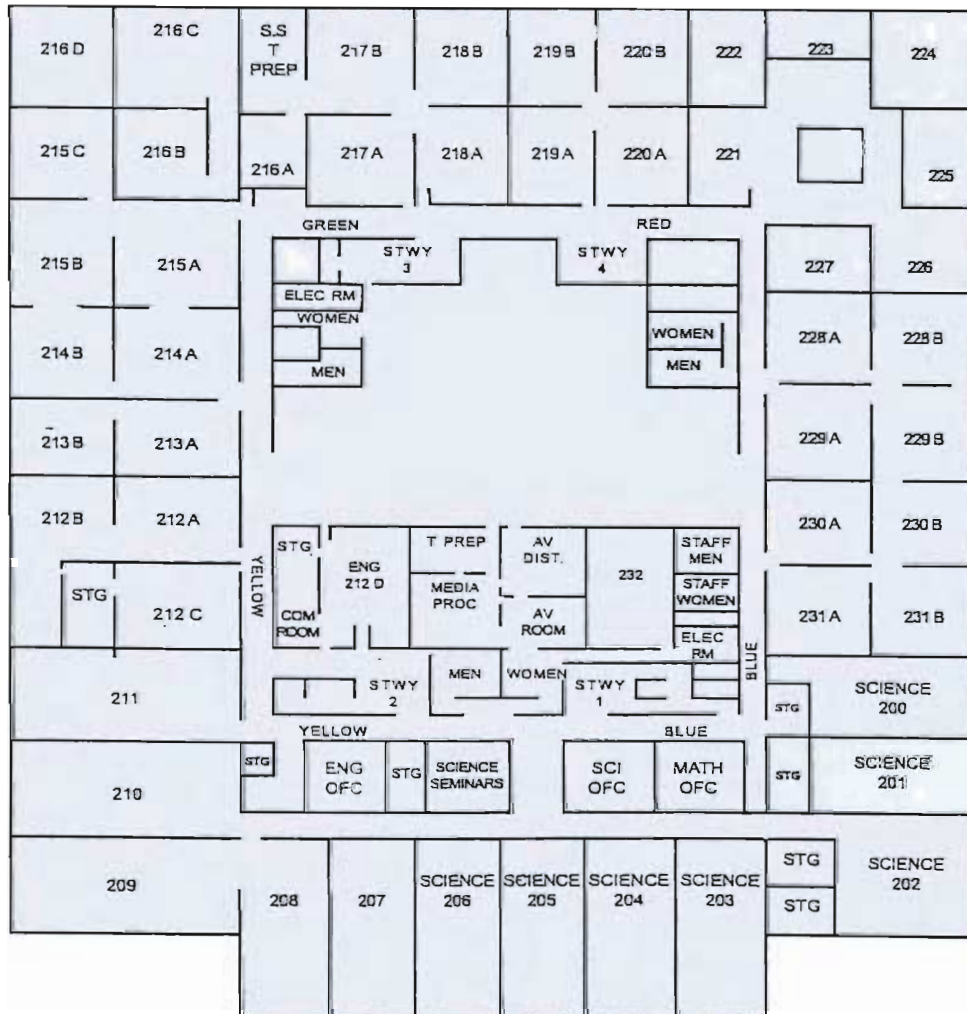 216 D
216 C
S.S
T
PREP
217 B
218 B
219 B
220 B
222
223
224
215 C
216 B
216 A
217 A
218 A
219 A
220 A
221
225
GREEN
RED
215 B
215 A
STWY
3
STWY
4
227
226
ELEC RM
WOMEN
214 B
214 A
MEN
WOMEN
MEN
228 A
228 B
213 B
213 A
229 A
229 B
212 B
212 A
230 A
230 B
YELLOW
STG
ENG
212 D
T PREP
AV
DIST.
232
STAFF
MEN
STG
212 C
COM
ROOM
MEDIA
PROC
AV
ROOM
STAFF
WOMEN
ELEC
RM
BLUE
231 A
231 B
211
STWY
2
MEN
WOMEN
STWY
1
STG
SCIENCE
200
YELLOW
BLUE
210
STG
ENG
OFC
STG
SCIENCE
SEMINARS
SCI
OFC
MATH
OFC
STG
SCIENCE
201
209
208
207
SCIENCE
206
SCIENCE
205
SCIENCE
204
SCIENCE
203
STG
STG
SCIENCE
202